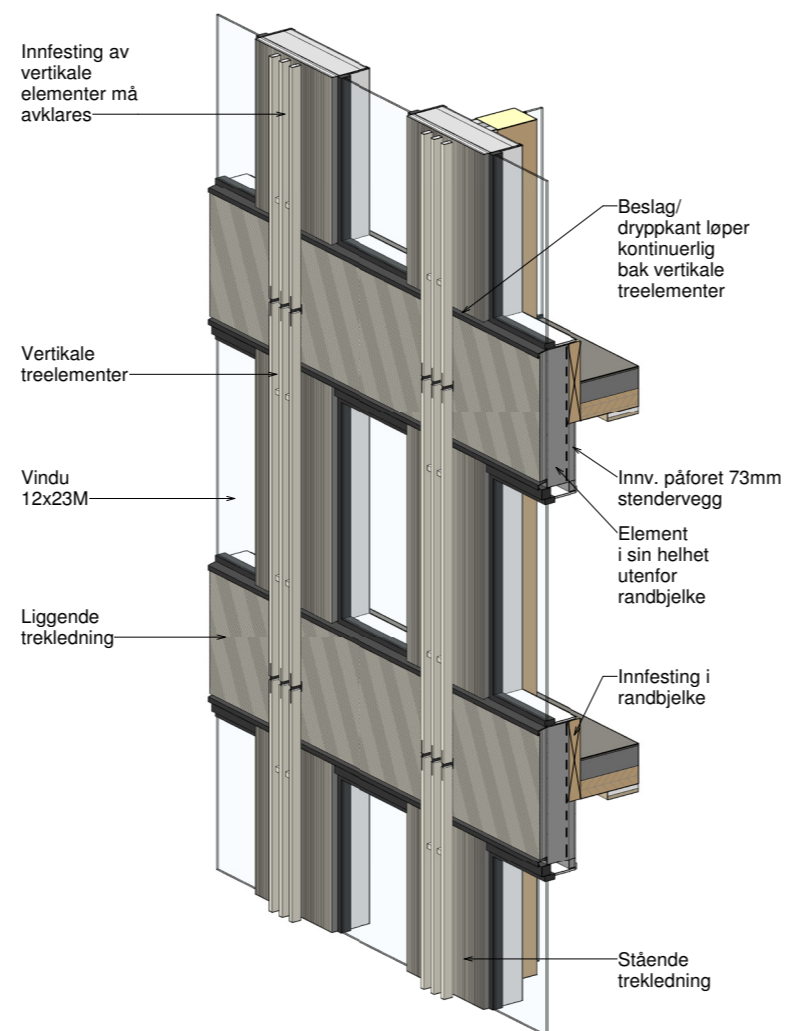 Innfesting av
vertikale
elementer må
avklares
Vertikale
treelementer
Vindu
12x23M
Liggende
trekledning
Beslag/
dryppkant løper
kontinuerlig
bak vertikale
treelementer
Innv. påforet 73mm
stendervegg
Element
i sin helhet
utenfor
randbjelke
Innfesting i
randbjelke
Stående
trekledning